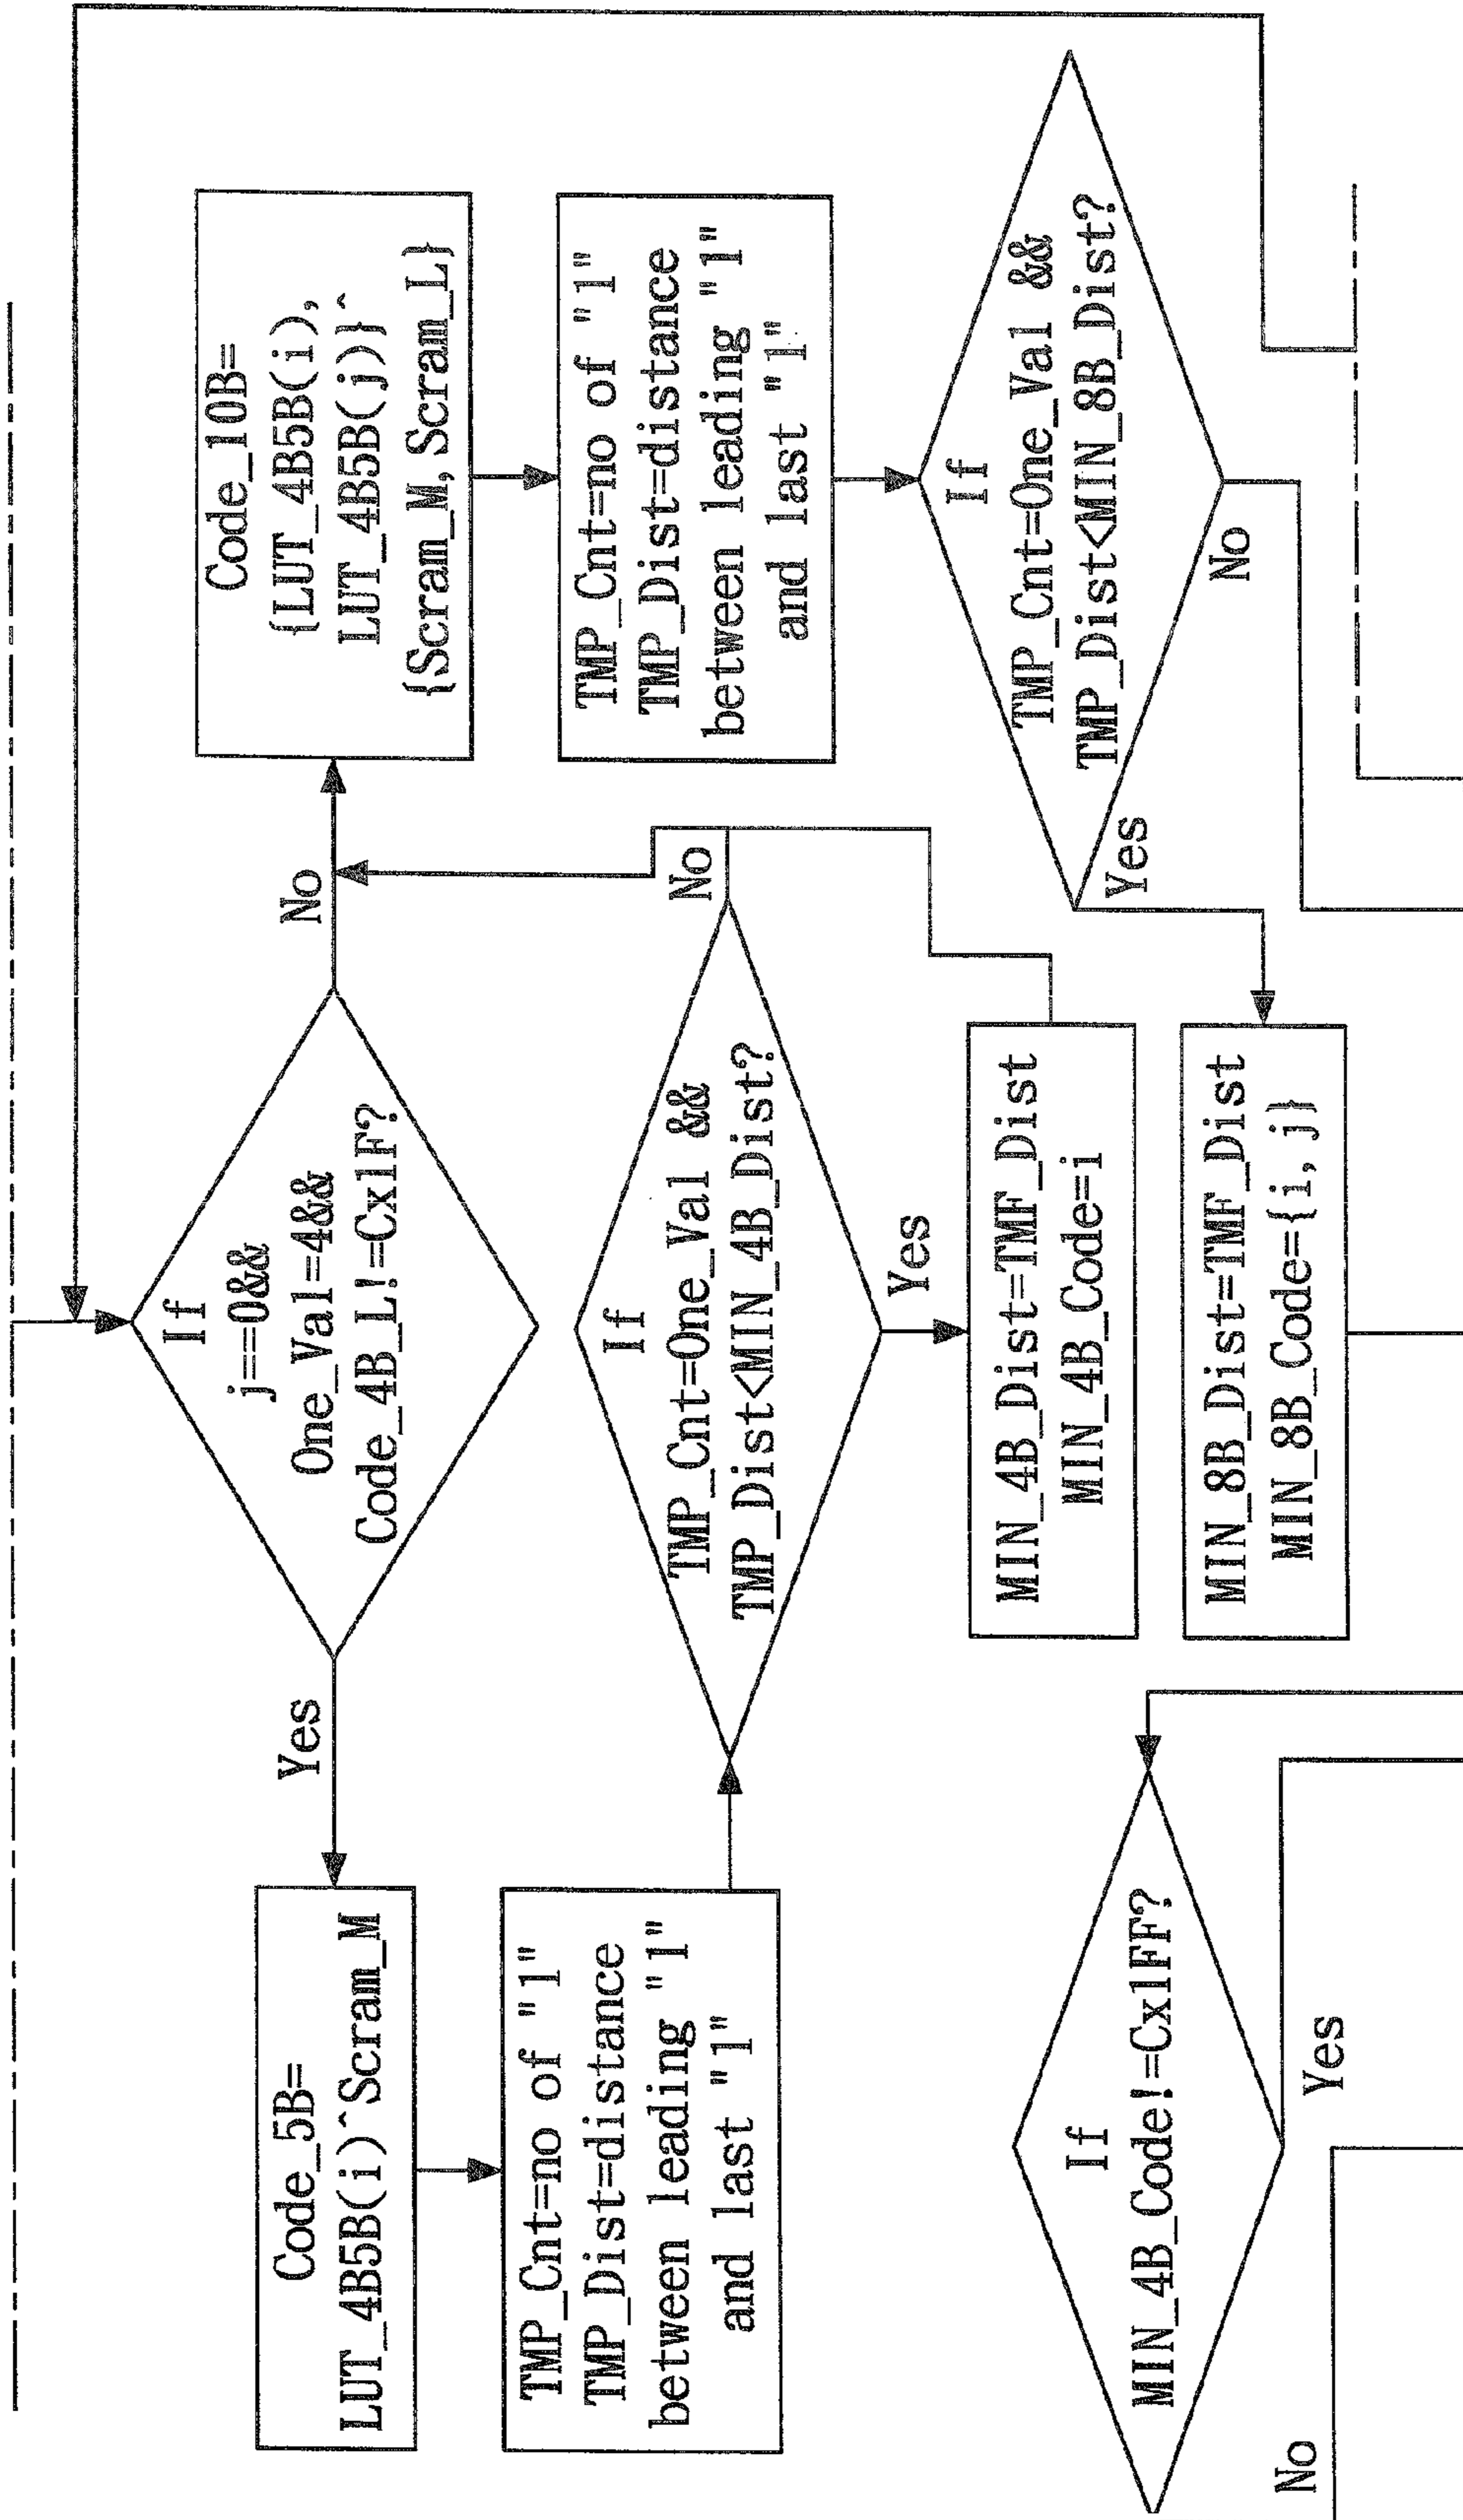 If
j==0&&
One_Val=4&&
Code_4B_L!=Cx1F?
Yes
No
Code_5B=
LUT_4B5B(i)^Scram_M
TMP_Cnt=no of "1"
TMP_Dist=distance
between leading "1"
and last "1"
If
TMP_Cnt=One_Val &&
TMP_Dist<MIN_4B_Dist?
No
Yes
MIN_4B_Dist=TMF_Dist
MIN_4B_Code=i
Code_10B=
{LUT_4B5B(i),
LUT_4B5B(j)}^
{Scram_M,Scram_L}
TMP_Cnt=no of "1"
TMP_Dist=distance
between leading "1"
and last "1"
If
TMP_Cnt=One_Val &&
TMP_Dist<MIN_8B_Dist?
Yes
No
MIN_8B_Dist=TMF_Dist
MIN_8B_Code={i,j}
If
MIN_4B_Code!=Cx1FF?
No
Yes